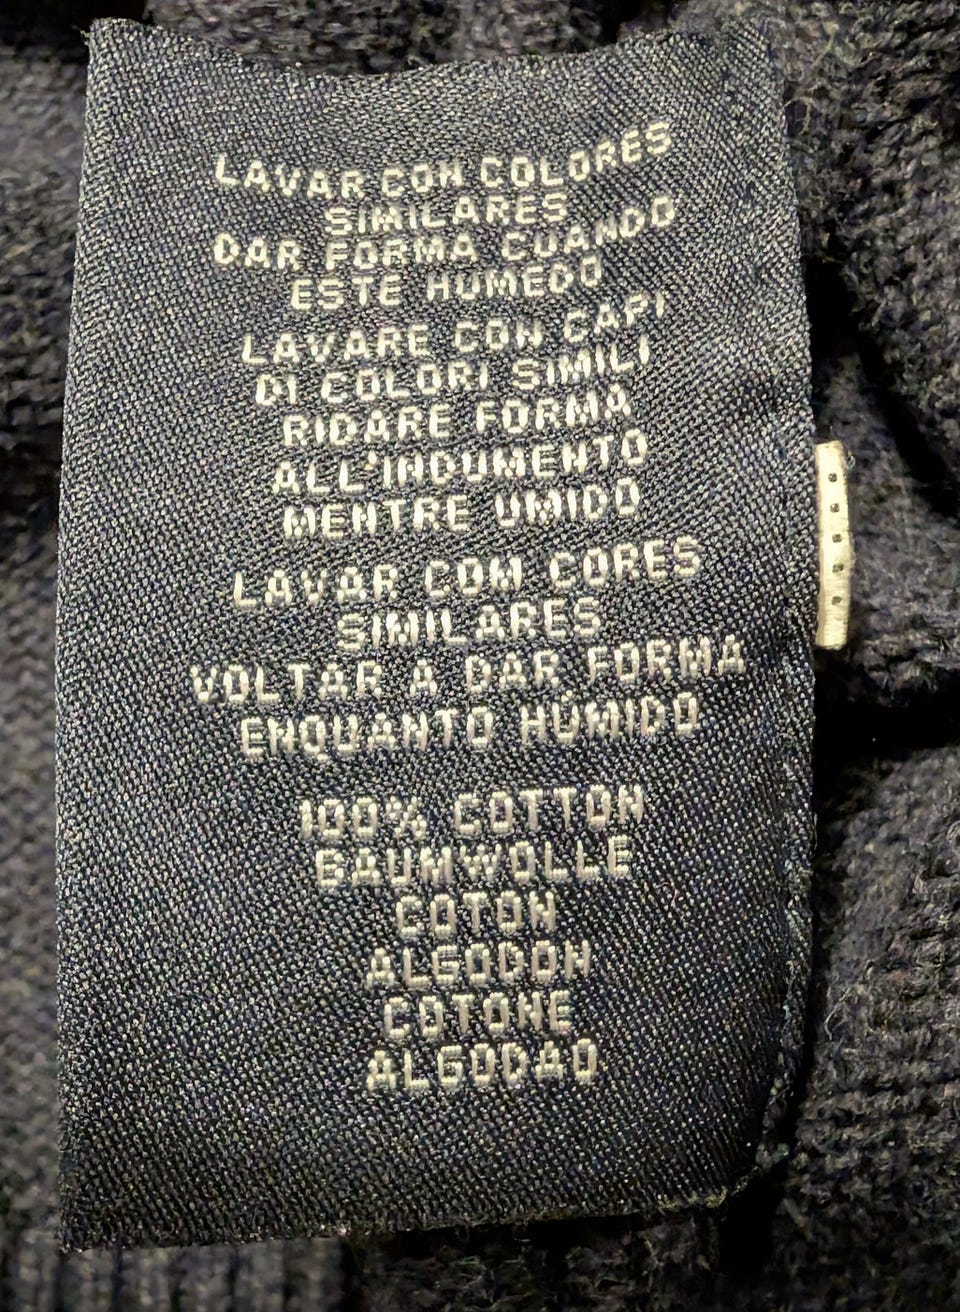 LAVAR CON COLORES
SIMILARES
DAR FORMA CUANDO
ESTE HUMEDO
LAVARE CON CAPI
DI COLORI SIMILI
RIDARE FORMA
ALL'INDUMENTO
MENTRE UMIDO
LAVAR COM CORES
SIMILARES
VOLTAR A DAR FORMA
ENQUANTO HÚMIDO
100% COTTON
BAUMWOLLE
COTON
ALGODON
COTONE
ALGODAO